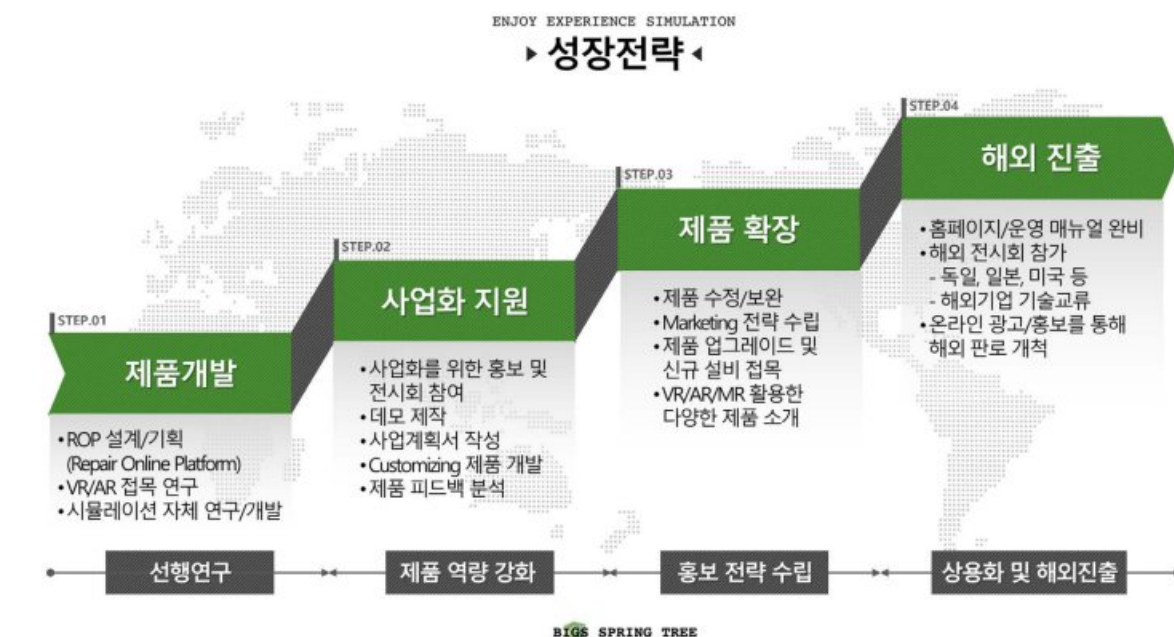 ENJOY EXPERIENCE SIMULATION
성장전략
STEP.01
제품개발
•ROP 설계/기획
(Repair Online Platform)
•VR/AR 접목 연구
•시뮬레이션 자체 연구/개발
선행연구
STEP.02
사업화 지원
•사업화를 위한 홍보 및
전시회 참여
•데모 제작
•사업계획서 작성
•Customizing 제품 개발
•제품 피드백 분석
제품 역량 강화
STEP.03
제품 확장
•제품 수정/보완
•Marketing 전략 수립
•제품 업그레이드 및
신규 설비 접목
•VR/AR/MR 활용한
다양한 제품 소개
홍보 전략 수립
STEP.04
해외 진출
•홈페이지/운영 매뉴얼 완비
•해외 전시회 참가
- 독일, 일본, 미국 등
- 해외기업 기술교류
•온라인 광고/홍보를 통해
해외 판로 개척
상용화 및 해외진출
BIGS SPRING TREE